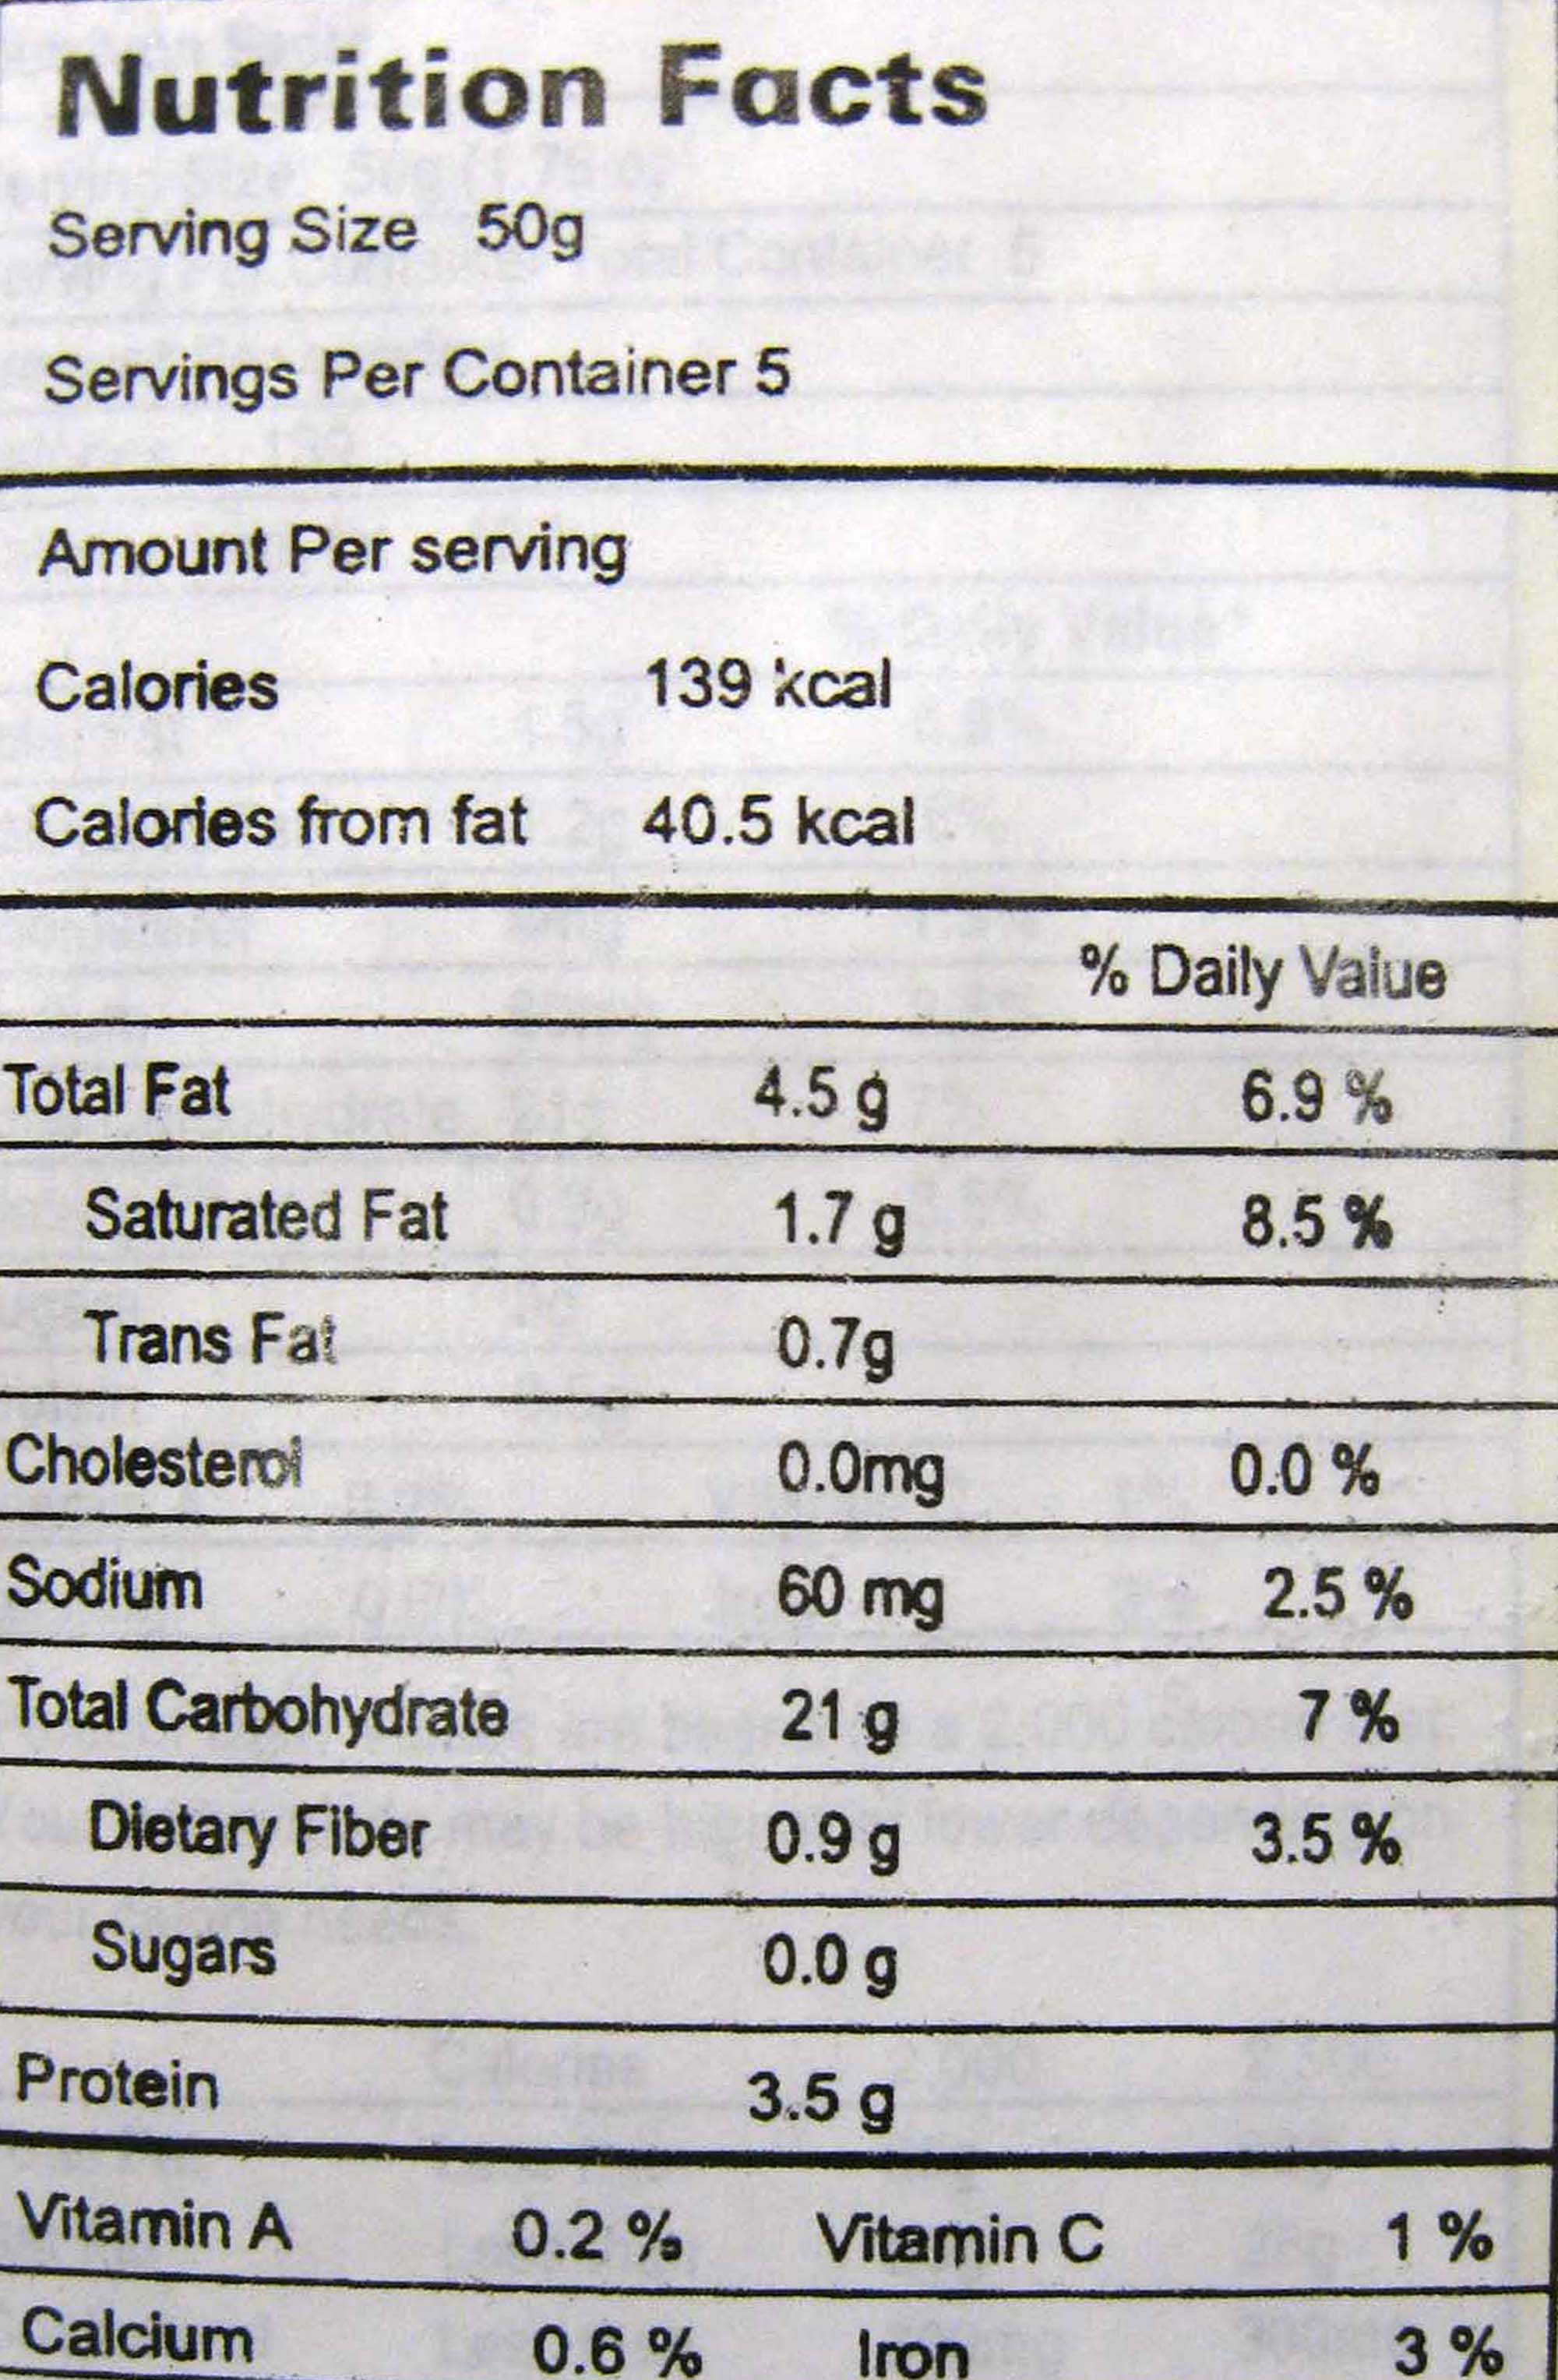 Nutrition Facts
Serving Size 50g
Servings Per Container 5
Amount Per serving
Calories 139 kcal
Calories from fat 40.5 kcal
% Daily Value
Total Fat 4.5 g 6.9 %
Saturated Fat 1.7 g 8.5 %
Trans Fat 0.7g
Cholesterol 0.0mg 0.0 %
Sodium 60 mg 2.5 %
Total Carbohydrate 21 g 7 %
Dietary Fiber 0.9 g 3.5 %
Sugars 0.0 g
Protein 3.5 g
Vitamin A 0.2 % Vitamin C 1 %
Calcium 0.6 % Iron 3 %